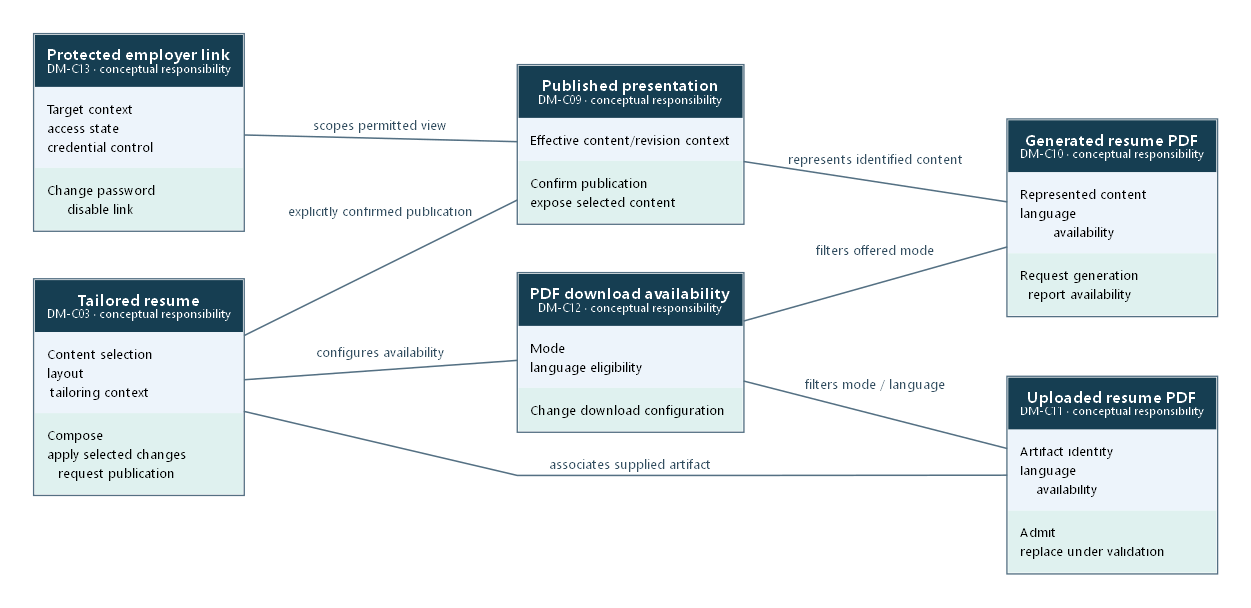 Protected employer link
DM-C13 · conceptual responsibility
Target context
access state
credential control
Change password
disable link
scopes permitted view
explicitly confirmed publication
Tailored resume
DM-C03 · conceptual responsibility
Content selection
layout
tailoring context
Compose
apply selected changes
request publication
configures availability
associates supplied artifact
Published presentation
DM-C09 · conceptual responsibility
Effective content/revision context
Confirm publication
expose selected content
PDF download availability
DM-C12 · conceptual responsibility
Mode
language eligibility
Change download configuration
represents identified content
filters offered mode
filters mode / language
Generated resume PDF
DM-C10 · conceptual responsibility
Represented content
language
availability
Request generation
report availability
Uploaded resume PDF
DM-C11 · conceptual responsibility
Artifact identity
language
availability
Admit
replace under validation